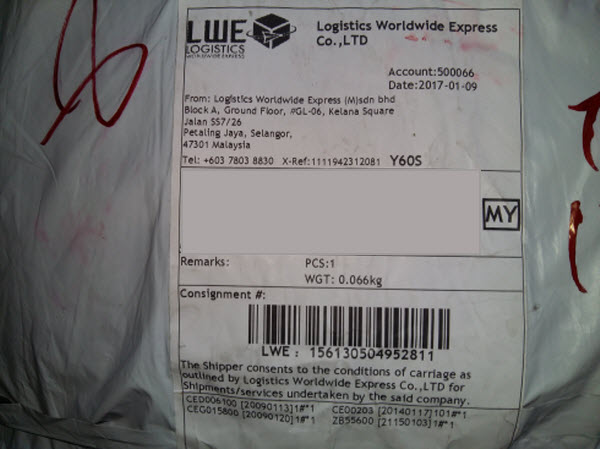 LWE
LOGISTICS
WORLDWIDE EXPRESS
Logistics Worldwide Express
Co.,LTD
Account:500066
Date:2017-01-09
From: Logistics Worldwide Express (M)sdn bhd
Block A, Ground Floor, #GL-06, Kelana Square
Jalan SS7/26
Petaling Jaya, Selangor,
47301 Malaysia
Tel: +603 7803 8830 X-Ref:1111942312081 Y60S
MY
Remarks: PCS:1
WGT: 0.066kg
Consignment #:
LWE : 156130504952811
The Shipper consents to the conditions of carriage as
outlined by Logistics Worldwide Express Co.,LTD for
Shipments/services undertaken by the said company.
CED006100 [20090113]1#*1 CE00203 [20140117]101#*1
CEG015800 [20090120]1#*1 ZB55600 [21150103]1#*1